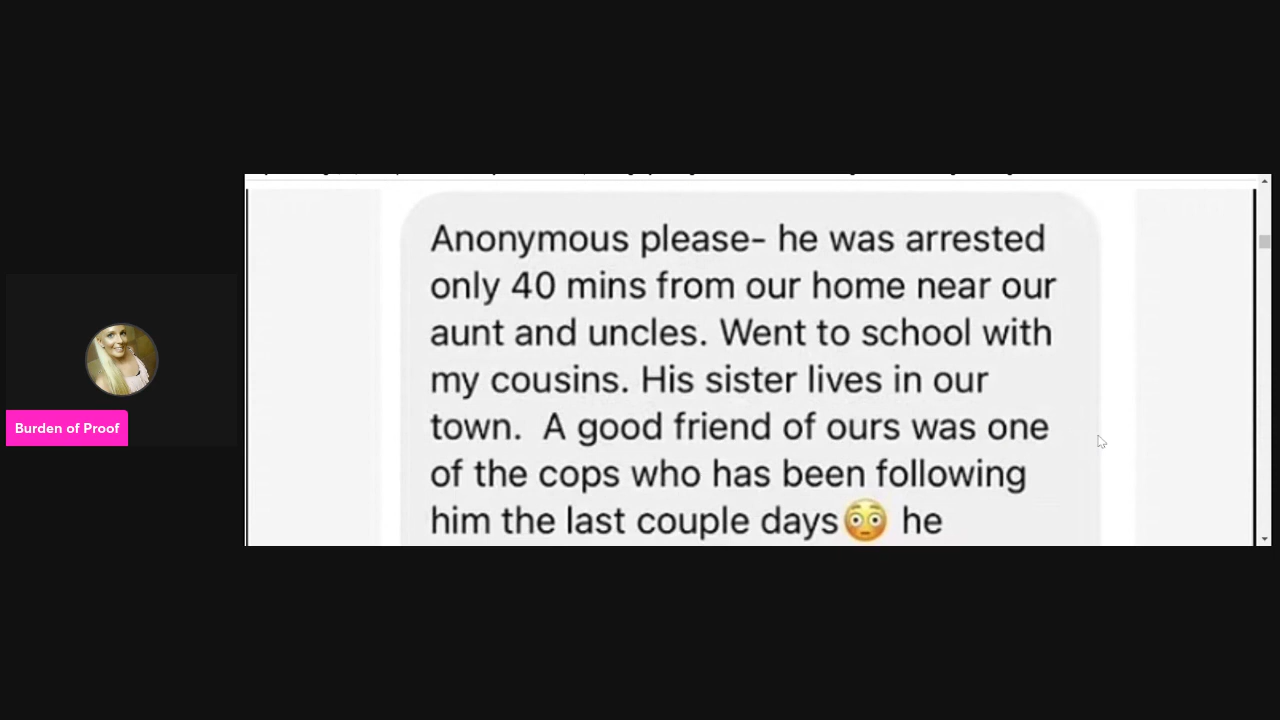 Anonymous please- he was arrested
only 40 mins from our home near our
aunt and uncles. Went to school with
my cousins. His sister lives in our
town.  A good friend of ours was one
of the cops who has been following
him the last couple days😳 he
Burden of Proof